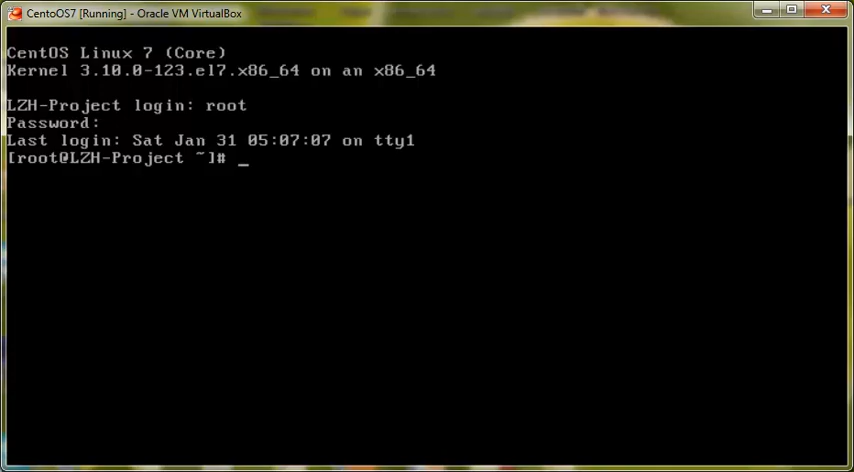 CentoOS7 [Running] - Oracle VM VirtualBox
CentOS Linux 7 (Core)
Kernel 3.10.0-123.el7.x86_64 on an x86_64
LZH-Project login: root
Password:
Last login: Sat Jan 31 05:07:07 on tty1
[root@LZH-Project ~]# _